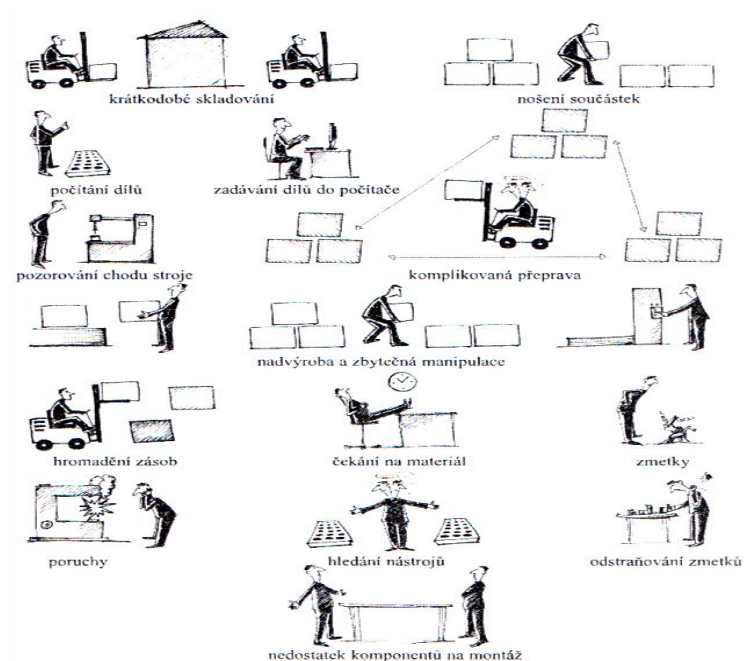 krátkodobé skladování
nošení součástek
počítání dílů
zadávání dílů do počítače
pozorování chodu stroje
komplikovaná přeprava
nadvýroba a zbytečná manipulace
hromadění zásob
čekání na materiál
zmetky
poruchy
hledání nástrojů
odstraňování zmetků
nedostatek komponentů na montáž